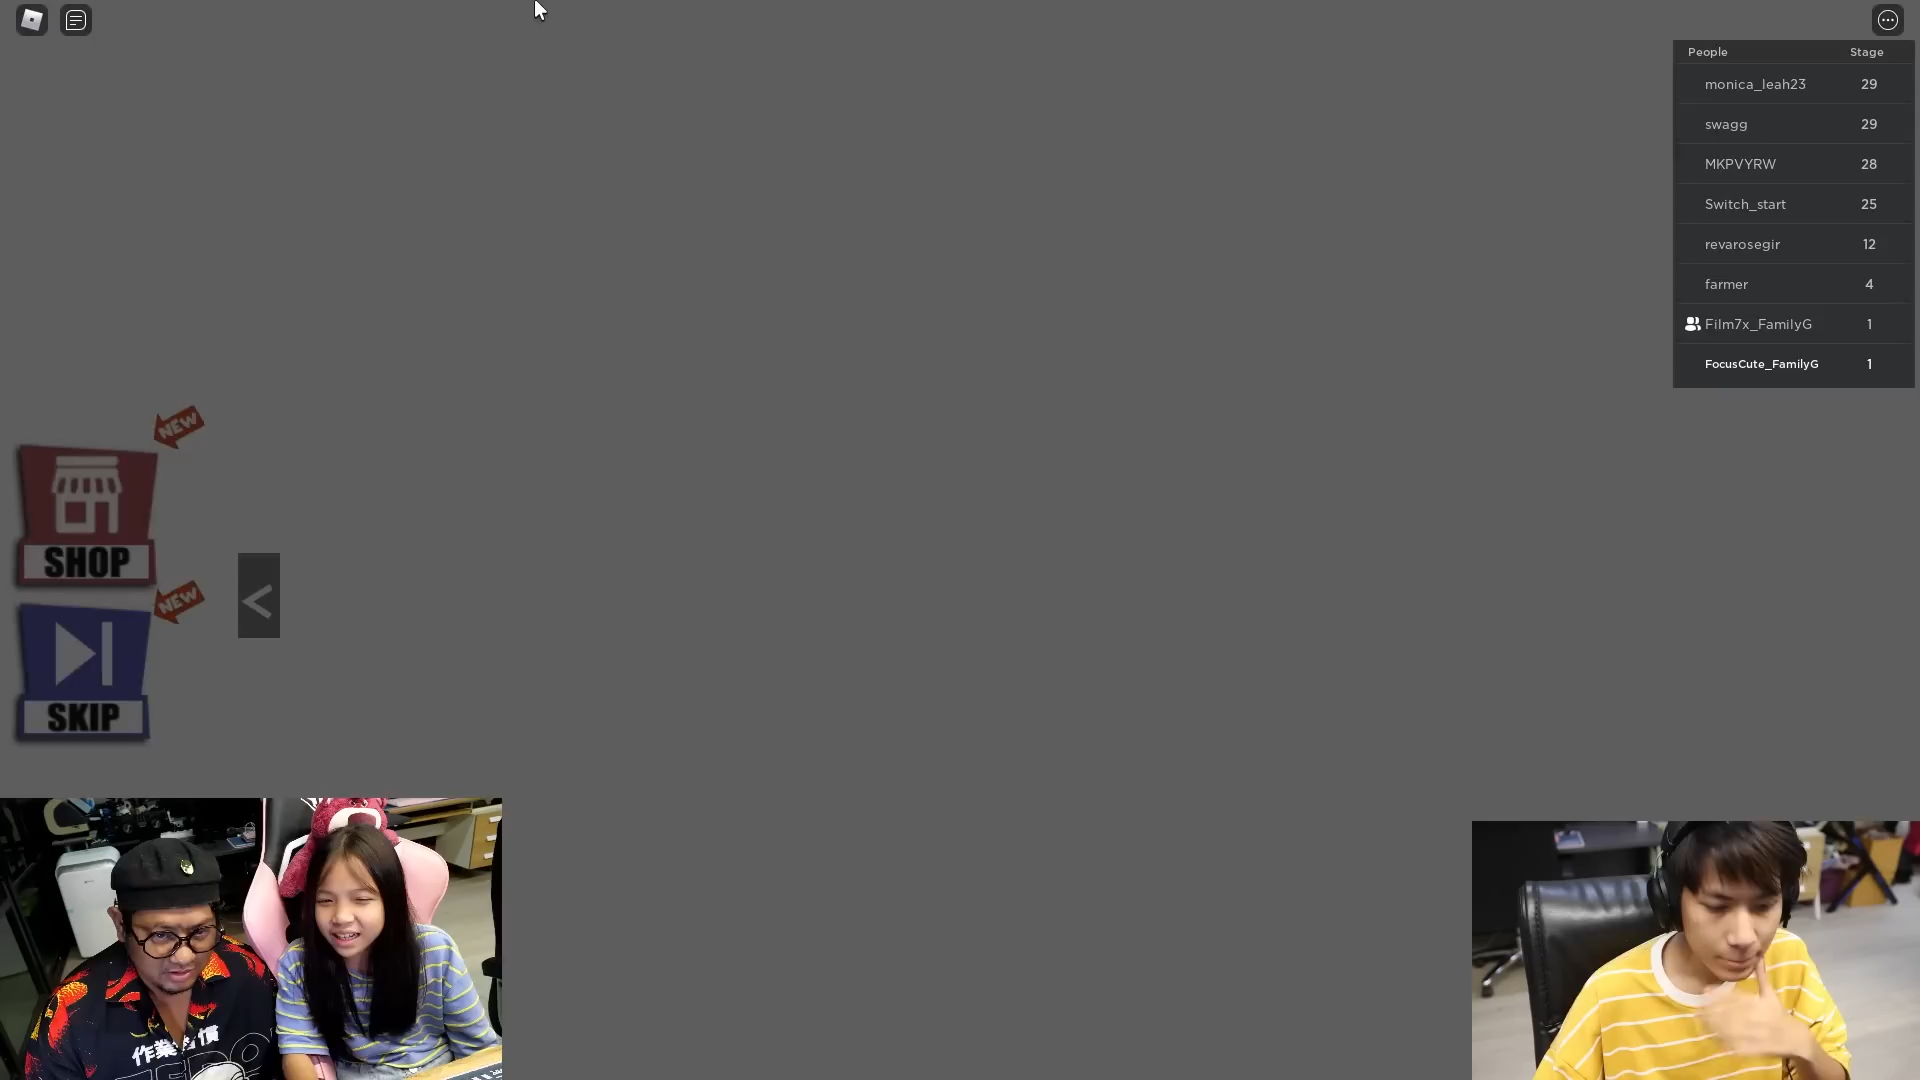 People Stage
monica_leah23 29
swagg 29
MKPVYRW 28
Switch_start 25
revarosegir 12
farmer 4
Film7x_FamilyG 1
FocusCute_FamilyG 1
NEW
SHOP
NEW
SKIP
<